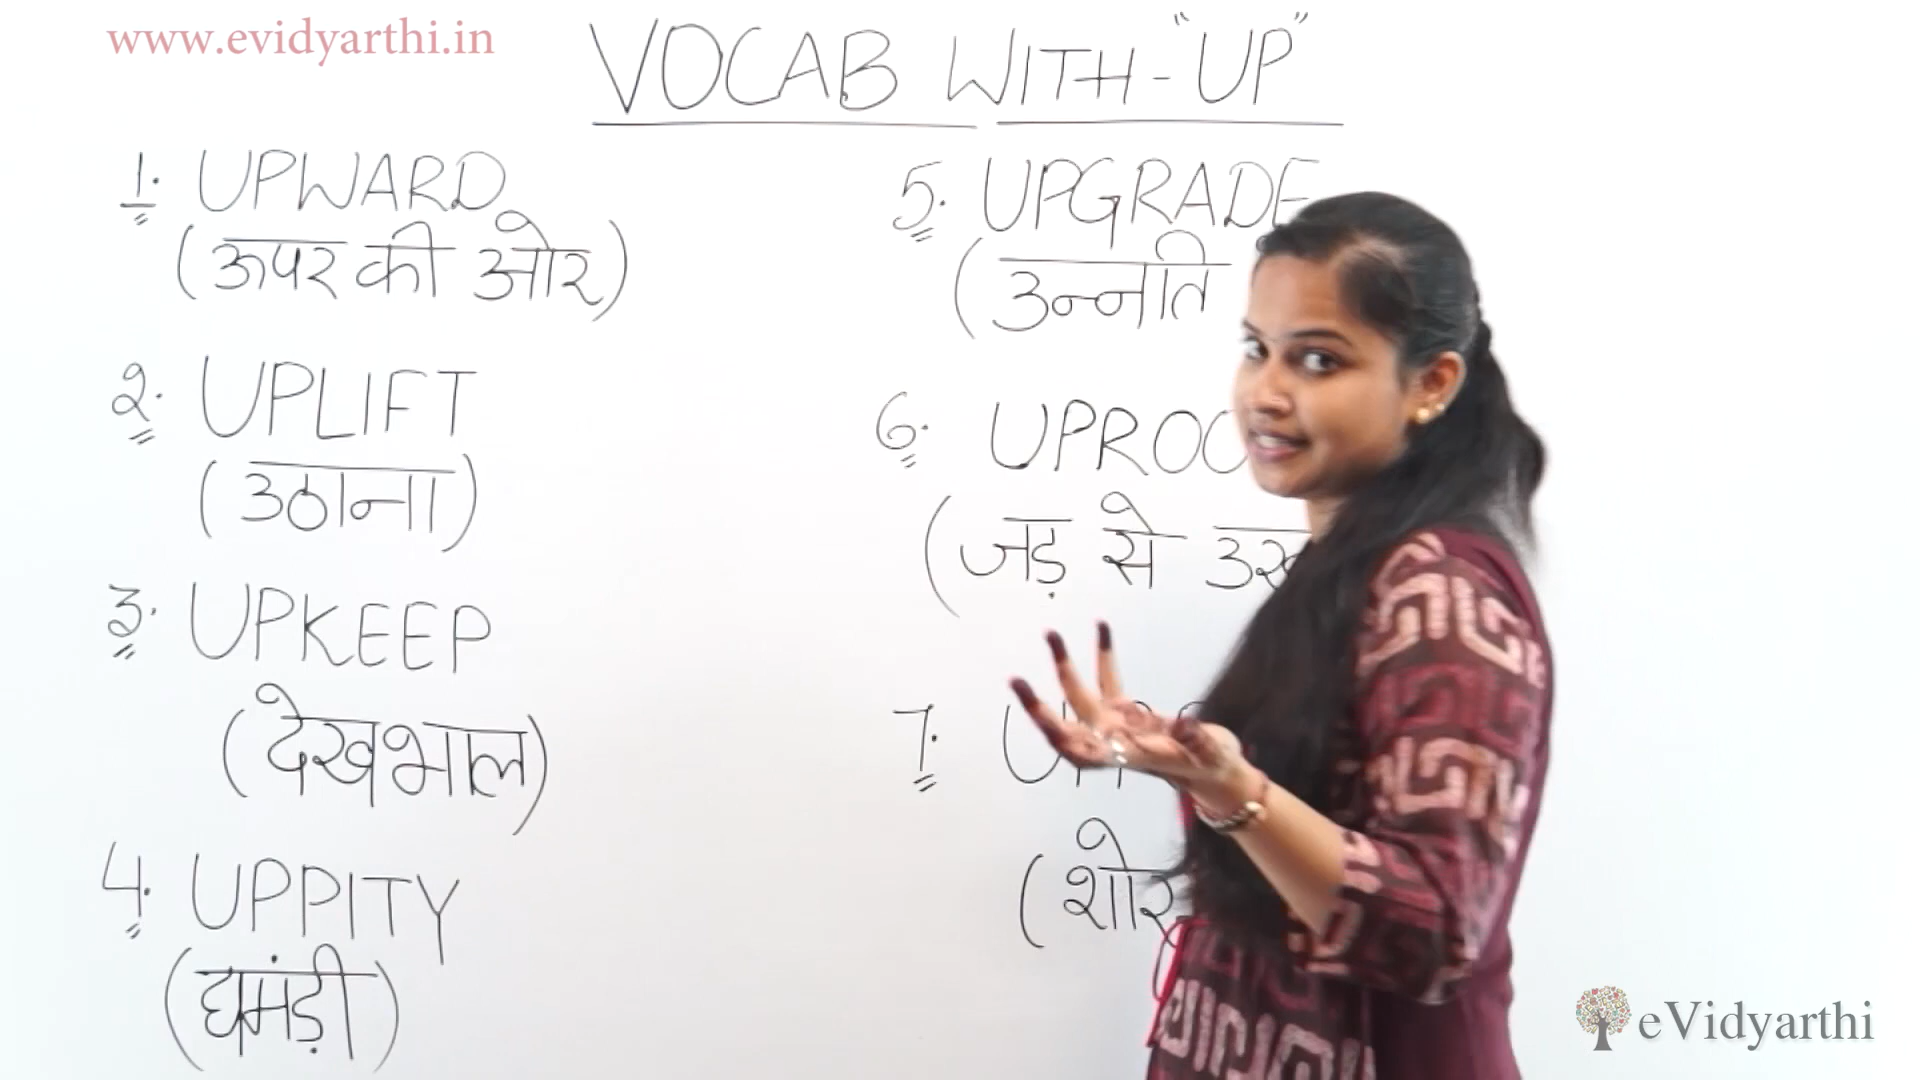 www.evidyarthi.in
VOCAB WITH - "UP"
1. UPWARD
(ऊपर की ओर)
2. UPLIFT
(उठाना)
3. UPKEEP
(देखभाल)
4. UPPITY
(घमंड़ी)
5. UPGRADE
(उन्नति
6.
(जड़ से
7.
(शोर
eVidyarthi